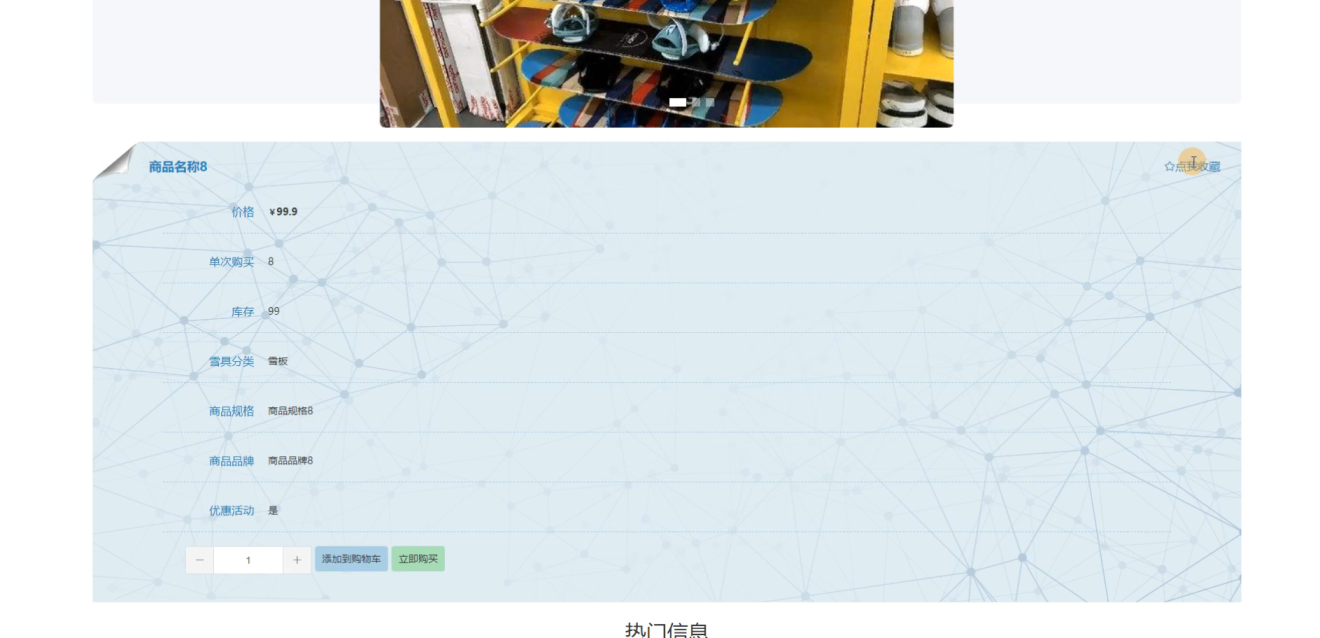 商品名称8
☆点我收藏
价格 ¥99.9
单次购买 8
库存 99
雪具分类 雪板
商品规格 商品规格8
商品品牌 商品品牌8
优惠活动 是
− 1 + 添加到购物车 立即购买
热门信息